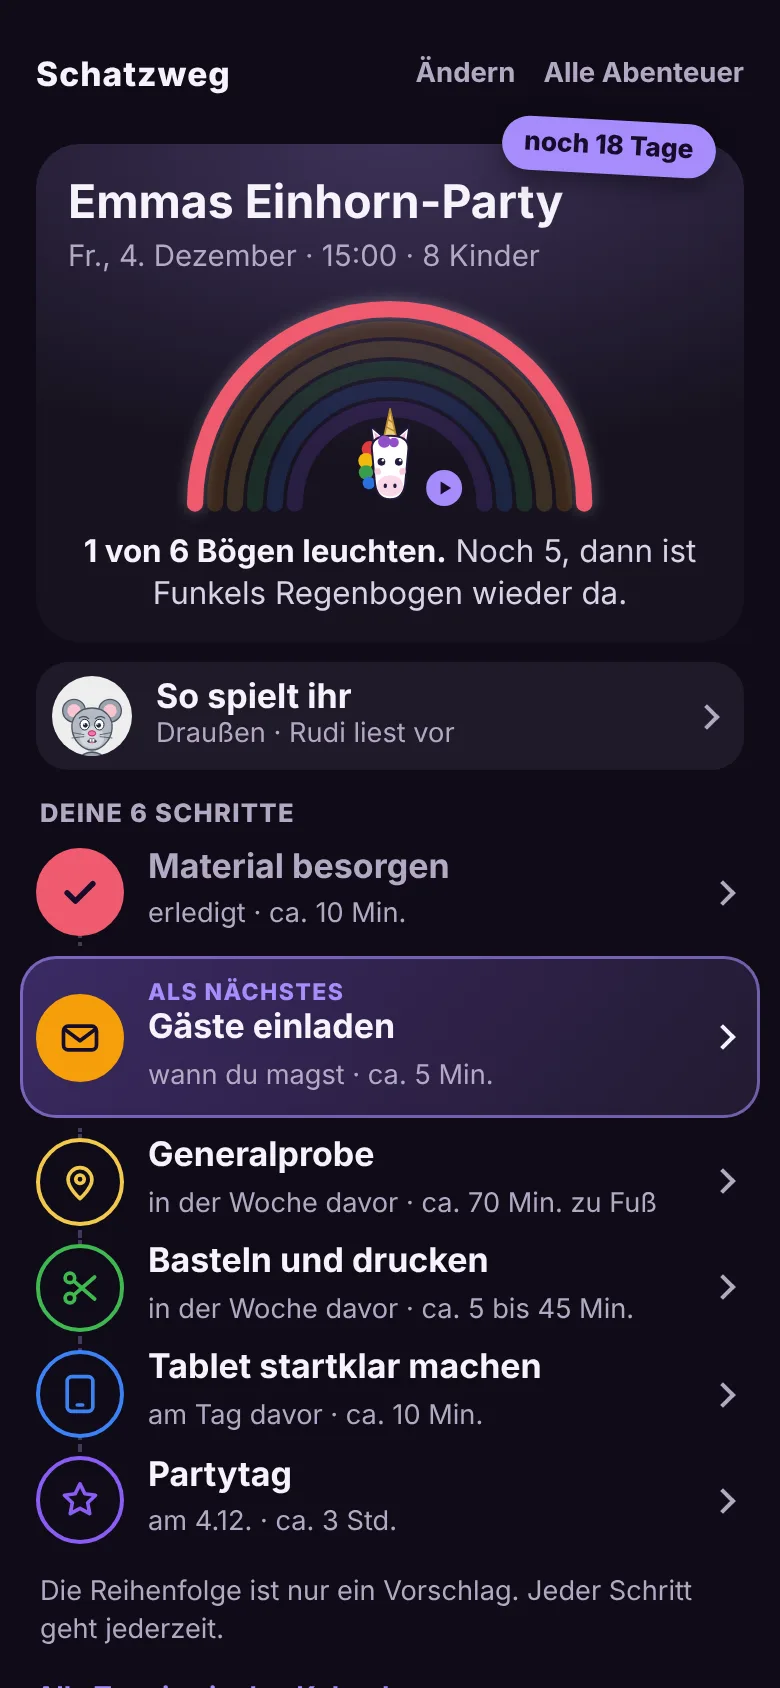 Schatzweg
Ändern Alle Abenteuer
noch 18 Tage
Emmas Einhorn-Party
Fr., 4. Dezember · 15:00 · 8 Kinder
1 von 6 Bögen leuchten. Noch 5, dann ist
Funkels Regenbogen wieder da.
So spielt ihr
Draußen · Rudi liest vor
DEINE 6 SCHRITTE
Material besorgen
erledigt · ca. 10 Min.
ALS NÄCHSTES
Gäste einladen
wann du magst · ca. 5 Min.
Generalprobe
in der Woche davor · ca. 70 Min. zu Fuß
Basteln und drucken
in der Woche davor · ca. 5 bis 45 Min.
Tablet startklar machen
am Tag davor · ca. 10 Min.
Partytag
am 4.12. · ca. 3 Std.
Die Reihenfolge ist nur ein Vorschlag. Jeder Schritt
geht jederzeit.